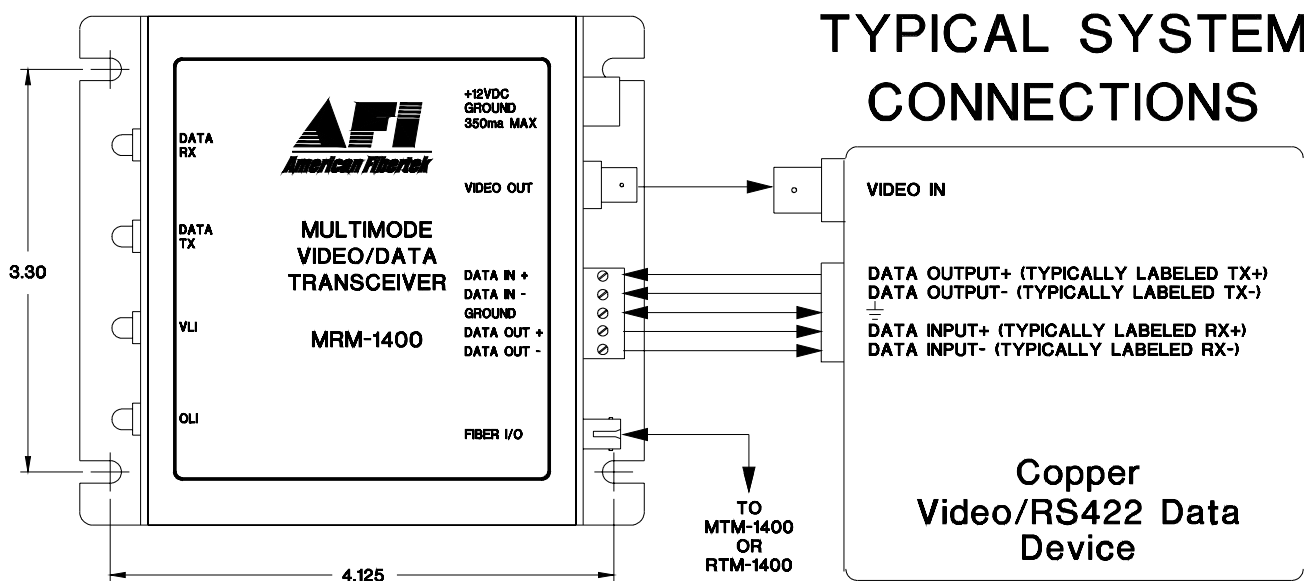 TYPICAL SYSTEM
CONNECTIONS
+12VDC
GROUND
350ma MAX
AFI
American Fibertek
DATA
RX
VIDEO OUT
VIDEO IN
DATA
TX
MULTIMODE
VIDEO/DATA
TRANSCEIVER
MRM-1400
3.30
DATA IN +
DATA IN -
GROUND
DATA OUT +
DATA OUT -
DATA OUTPUT+ (TYPICALLY LABELED TX+)
DATA OUTPUT- (TYPICALLY LABELED TX-)
DATA INPUT+ (TYPICALLY LABELED RX+)
DATA INPUT- (TYPICALLY LABELED RX-)
VLI
OLI
FIBER I/O
TO
MTM-1400
OR
RTM-1400
Copper
Video/RS422 Data
Device
4.125